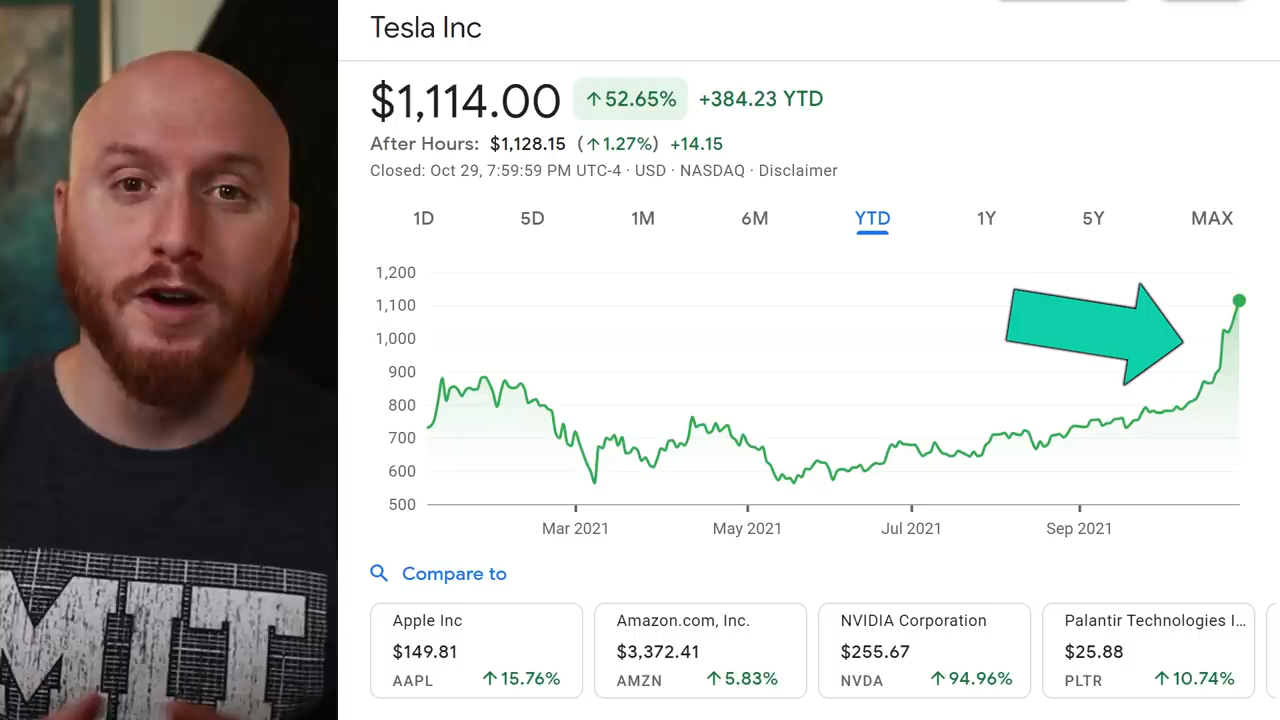 Tesla Inc
$1,114.00 ↑52.65% +384.23 YTD
After Hours: $1,128.15 (↑1.27%) +14.15
Closed: Oct 29, 7:59:59 PM UTC-4 · USD · NASDAQ · Disclaimer
1D 5D 1M 6M YTD 1Y 5Y MAX
1,200
1,100
1,000
900
800
700
600
500
Mar 2021 May 2021 Jul 2021 Sep 2021
Compare to
Apple Inc
$149.81
AAPL ↑15.76%
Amazon.com, Inc.
$3,372.41
AMZN ↑5.83%
NVIDIA Corporation
$255.67
NVDA ↑94.96%
Palantir Technologies I...
$25.88
PLTR ↑10.74%
MIT